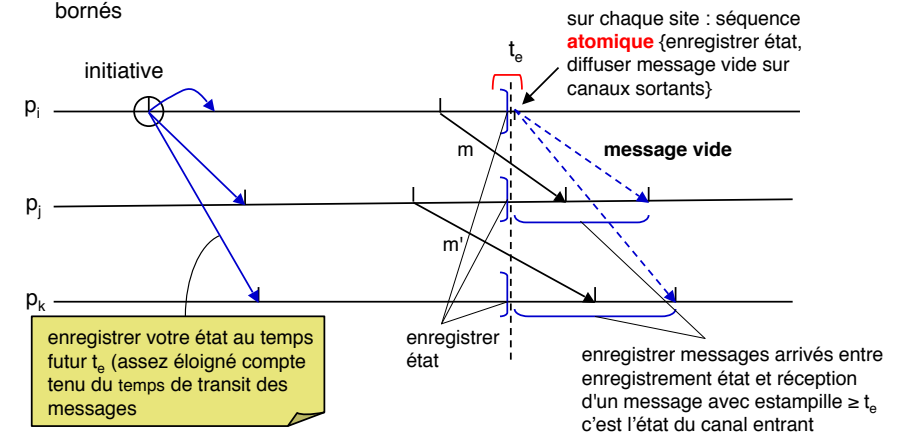 bornés
sur chaque site : séquence
atomique {enregistrer état,
diffuser message vide sur
canaux sortants}
te
initiative
pi
m
message vide
pj
m'
pk
enregistrer
état
enregistrer votre état au temps
futur te (assez éloigné compte
tenu du temps de transit des
messages
enregistrer messages arrivés entre
enregistrement état et réception
d'un message avec estampille ≥ te
c'est l'état du canal entrant